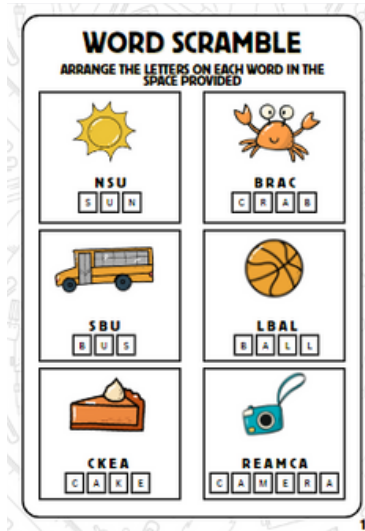 WORD SCRAMBLE
ARRANGE THE LETTERS ON EACH WORD IN THE
SPACE PROVIDED
NSU
S U N
BRAC
C R A B
SBU
B U S
LBAL
B A L L
CKEA
C A K E
REAMCA
C A M E R A
1